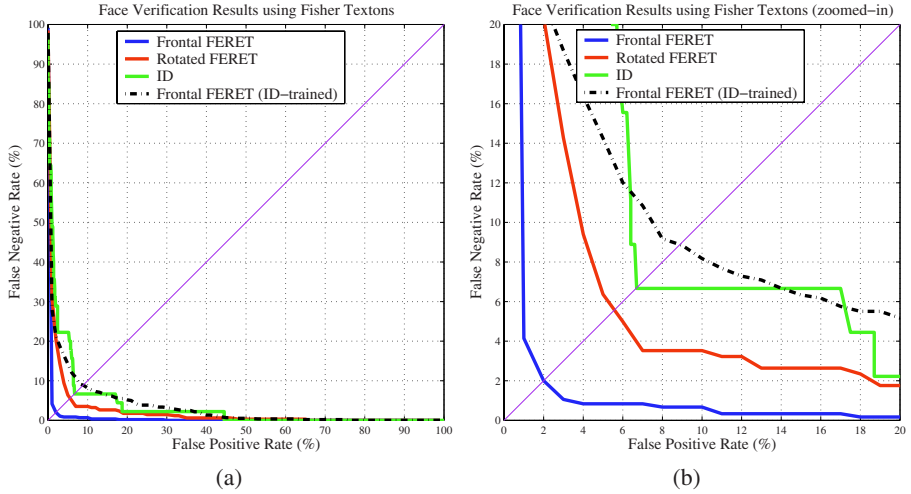 Face Verification Results using Fisher Textons
100
90
80
70
60
50
40
30
20
10
0
False Negative Rate (%)
Frontal FERET
Rotated FERET
ID
Frontal FERET (ID-trained)
0 10 20 30 40 50 60 70 80 90 100
False Positive Rate (%)
(a)
Face Verification Results using Fisher Textons (zoomed-in)
20
18
16
14
12
10
8
6
4
2
0
False Negative Rate (%)
Frontal FERET
Rotated FERET
ID
Frontal FERET (ID-trained)
0 2 4 6 8 10 12 14 16 18 20
False Positive Rate (%)
(b)